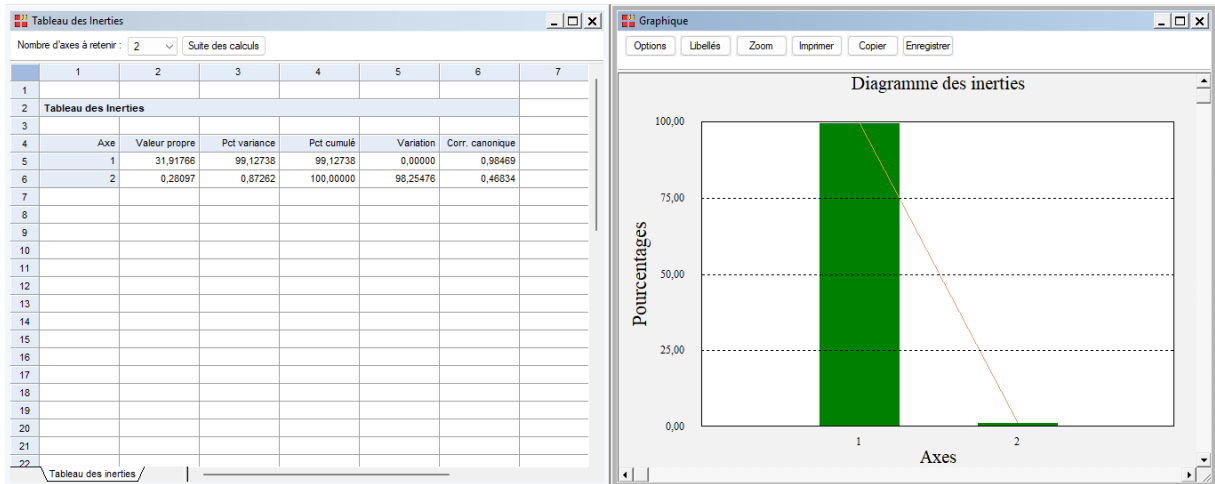 Tableau des Inerties
Nombre d'axes à retenir : 2 Suite des calculs
1 2 3 4 5 6 7
1
2 Tableau des Inerties
3
4 Axe Valeur propre Pct variance Pct cumulé Variation Corr. canonique
5 1 31,91766 99,12738 99,12738 0,00000 0,98469
6 2 0,28097 0,87262 100,00000 98,25476 0,46834
7
8
9
10
11
12
13
14
15
16
17
18
19
20
21
22
Tableau des inerties
Graphique
Options Libellés Zoom Imprimer Copier Enregistrer
Diagramme des inerties
100,00
75,00
50,00
25,00
0,00
Pourcentages
1 2
Axes